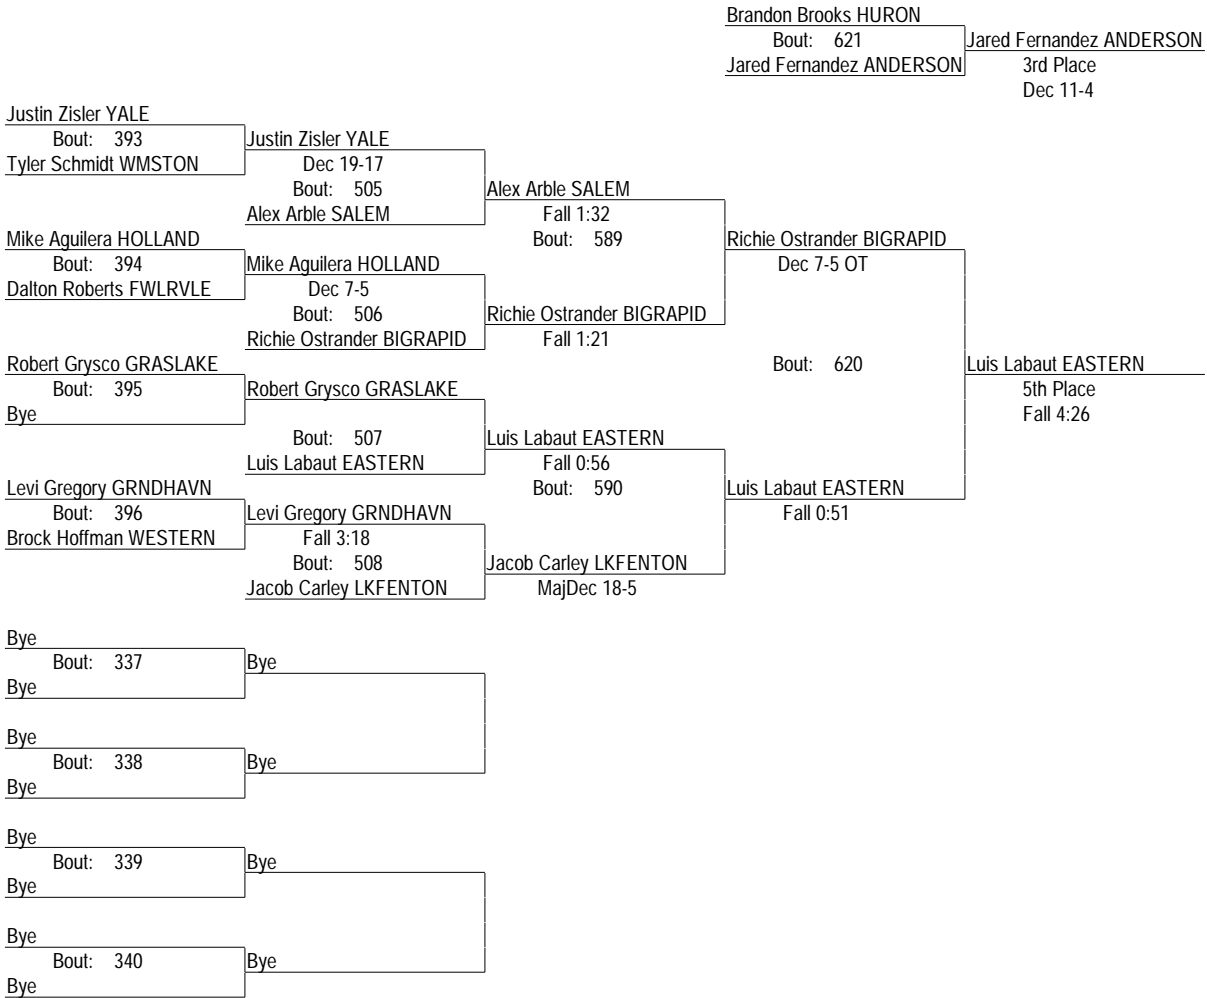 Brandon Brooks HURON
Bout: 621
Jared Fernandez ANDERSON
Jared Fernandez ANDERSON
3rd Place
Dec 11-4
Justin Zisler YALE
Bout: 393
Tyler Schmidt WMSTON
Justin Zisler YALE
Dec 19-17
Bout: 505
Alex Arble SALEM
Alex Arble SALEM
Fall 1:32
Bout: 589
Mike Aguilera HOLLAND
Bout: 394
Dalton Roberts FWLRVLE
Mike Aguilera HOLLAND
Dec 7-5
Bout: 506
Richie Ostrander BIGRAPID
Richie Ostrander BIGRAPID
Fall 1:21
Richie Ostrander BIGRAPID
Dec 7-5 OT
Bout: 620
Robert Grysco GRASLAKE
Bout: 395
Bye
Robert Grysco GRASLAKE
Bout: 507
Luis Labaut EASTERN
Luis Labaut EASTERN
Fall 0:56
Bout: 590
Levi Gregory GRNDHAVN
Bout: 396
Brock Hoffman WESTERN
Levi Gregory GRNDHAVN
Fall 3:18
Bout: 508
Jacob Carley LKFENTON
Jacob Carley LKFENTON
MajDec 18-5
Luis Labaut EASTERN
Fall 0:51
Luis Labaut EASTERN
5th Place
Fall 4:26
Bye
Bout: 337
Bye
Bye
Bye
Bout: 338
Bye
Bye
Bye
Bout: 339
Bye
Bye
Bye
Bout: 340
Bye
Bye